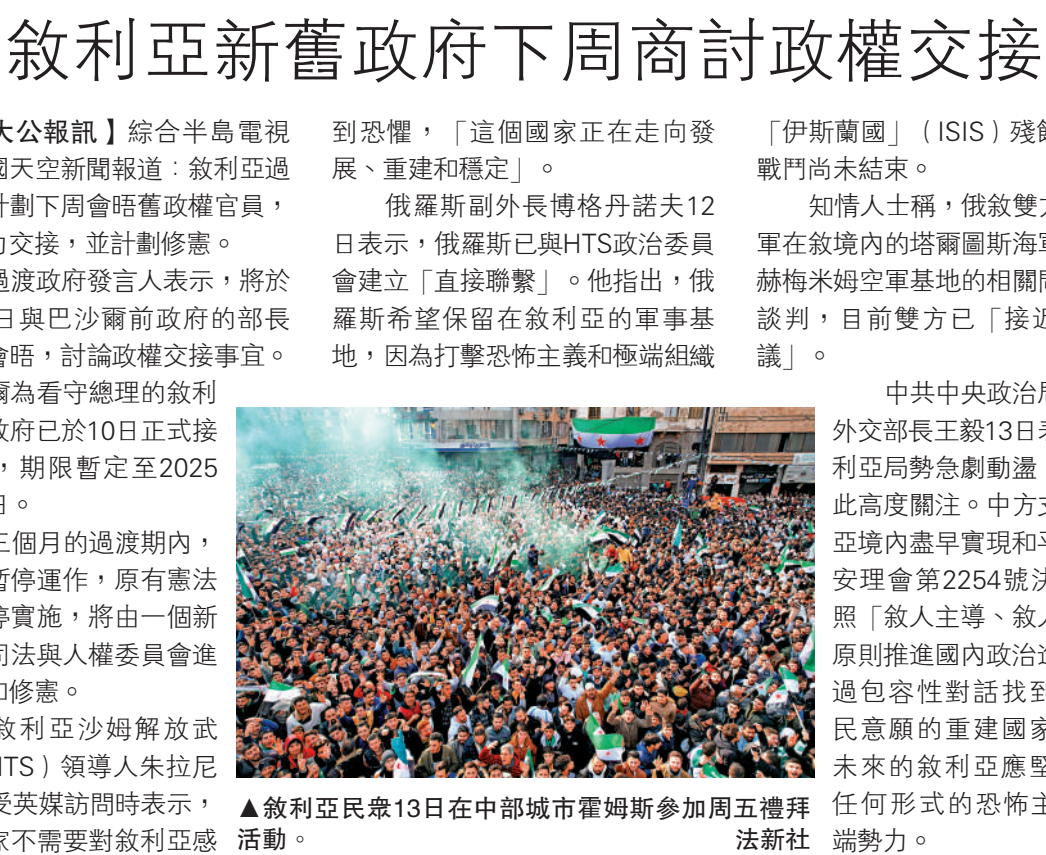 敘利亞新舊政府下周商討政權交接
大公報訊】綜合半島電視
國天空新聞報道：敘利亞過
計劃下周會晤舊政權官員，
力交接，並計劃修憲。
過渡政府發言人表示，將於
日與巴沙爾前政府的部長
會晤，討論政權交接事宜。
爾為看守總理的敘利
政府已於10日正式接
，期限暫定至2025
日。
三個月的過渡期內，
暫停運作，原有憲法
停實施，將由一個新
司法與人權委員會進
和修憲。
敘利亞沙姆解放武
HTS）領導人朱拉尼
受英媒訪問時表示，
家不需要對敘利亞感
到恐懼，「這個國家正在走向發
展、重建和穩定」。
俄羅斯副外長博格丹諾夫12
日表示，俄羅斯已與HTS政治委員
會建立「直接聯繫」。他指出，俄
羅斯希望保留在敘利亞的軍事基
地，因為打擊恐怖主義和極端組織
「伊斯蘭國」（ISIS）殘餘
戰鬥尚未結束。
知情人士稱，俄敘雙方
軍在敘境內的塔爾圖斯海軍
赫梅米姆空軍基地的相關問
談判，目前雙方已「接近
議」。
中共中央政治局
外交部長王毅13日表
利亞局勢急劇動盪，
此高度關注。中方支
亞境內盡早實現和平
安理會第2254號決
照「敘人主導、敘人
原則推進國內政治進
過包容性對話找到
民意願的重建國家
未來的敘利亞應堅
任何形式的恐怖主
端勢力。
▲敘利亞民眾13日在中部城市霍姆斯參加周五禮拜
活動。 法新社